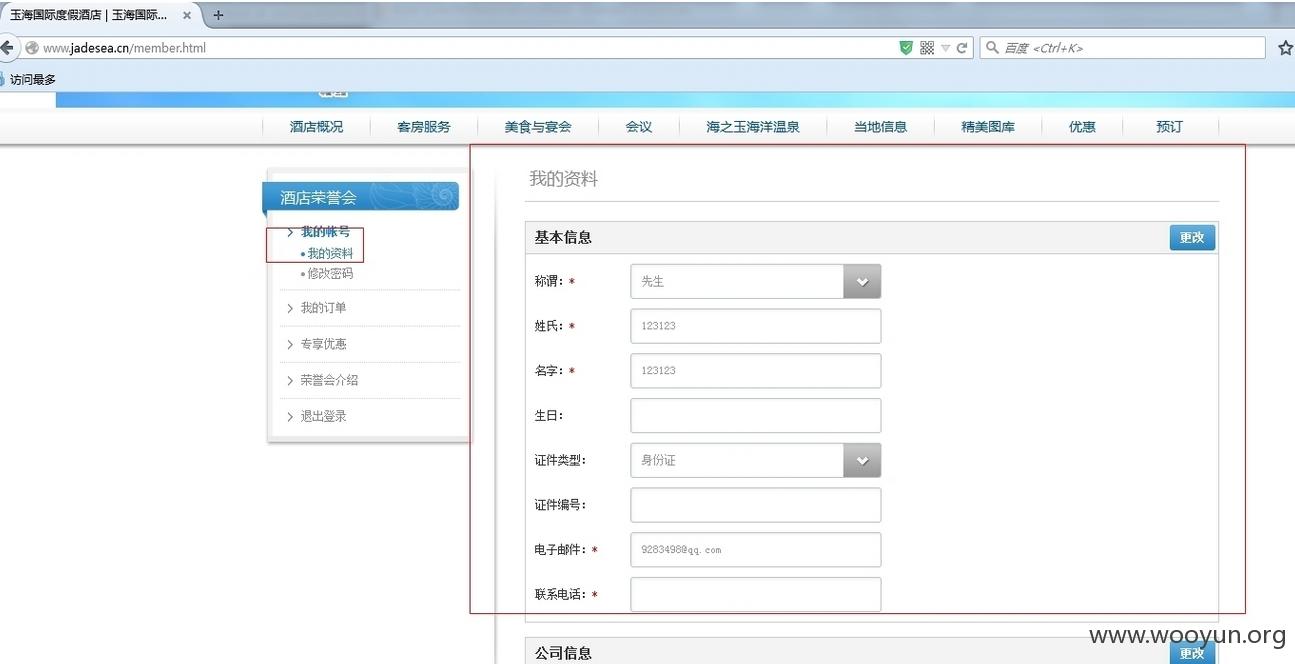 玉海国际度假酒店 | 玉海国际...
www.jadesea.cn/member.html
百度 <Ctrl+K>
访问最多
酒店概况 客房服务 美食与宴会 会议 海之玉海洋温泉 当地信息 精美图库 优惠 预订
酒店荣誉会
我的帐号
我的资料
修改密码
我的订单
专享优惠
荣誉会介绍
退出登录
我的资料
基本信息 更改
称谓: * 先生
姓氏: * 123123
名字: * 123123
生日:
证件类型: 身份证
证件编号:
电子邮件: * 9283498@qq.com
联系电话: *
公司信息 更改
www.wooyun.org